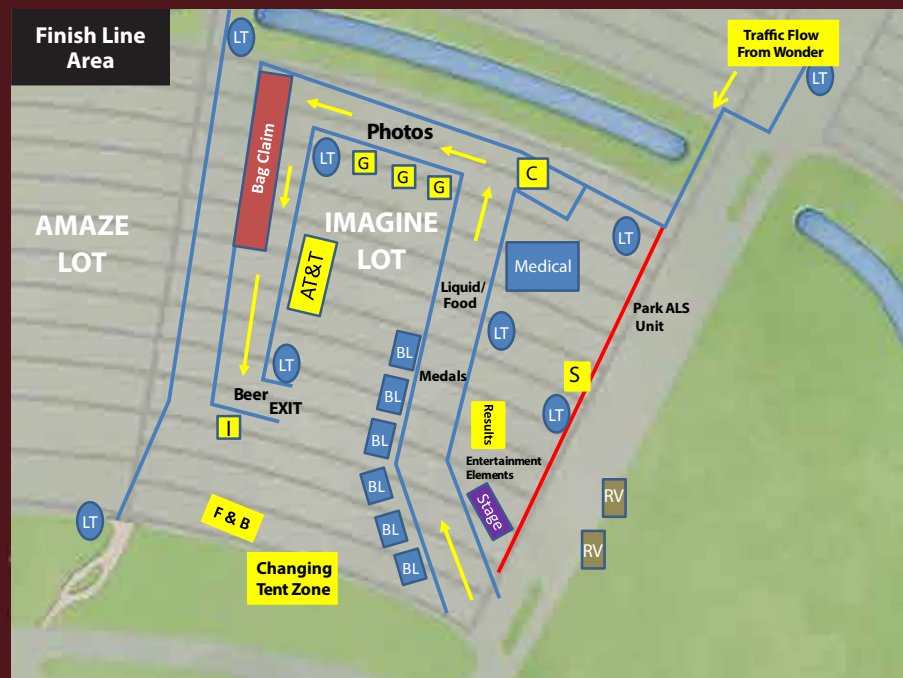 Finish Line
Area
LT
Traffic Flow
From Wonder
LT
Bag Claim
Photos
LT
G
G
G
C
AMAZE
LOT
IMAGINE
LOT
LT
Medical
AT&T
Liquid/
Food
Park ALS
Unit
LT
BL
LT
Medals
S
BL
Beer
EXIT
Results
LT
I
BL
Entertainment
Elements
BL
Stage
RV
LT
F & B
BL
RV
Changing
Tent Zone
BL